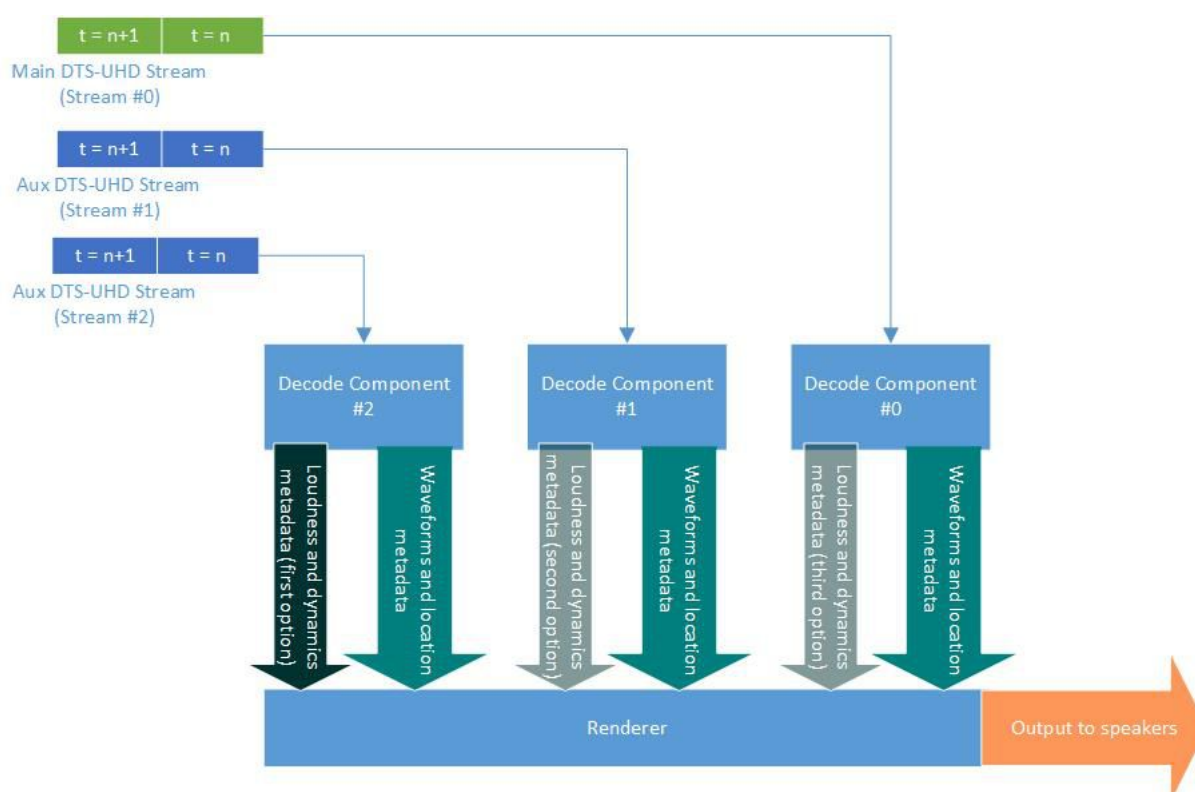 t = n+1 t = n
Main DTS-UHD Stream
(Stream #0)
t = n+1 t = n
Aux DTS-UHD Stream
(Stream #1)
t = n+1 t = n
Aux DTS-UHD Stream
(Stream #2)
Decode Component
#2
Decode Component
#1
Decode Component
#0
Loudness and dynamics
metadata (first option)
Waveforms and location
metadata
Loudness and dynamics
metadata (second option)
Waveforms and location
metadata
Loudness and dynamics
metadata (third option)
Waveforms and location
metadata
Renderer
Output to speakers